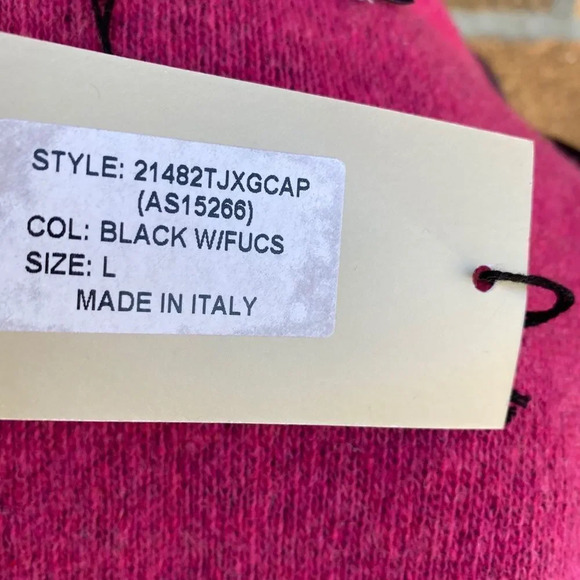 STYLE: 21482TJXGCAP
(AS15266)
COL: BLACK W/FUCS
SIZE: L
MADE IN ITALY